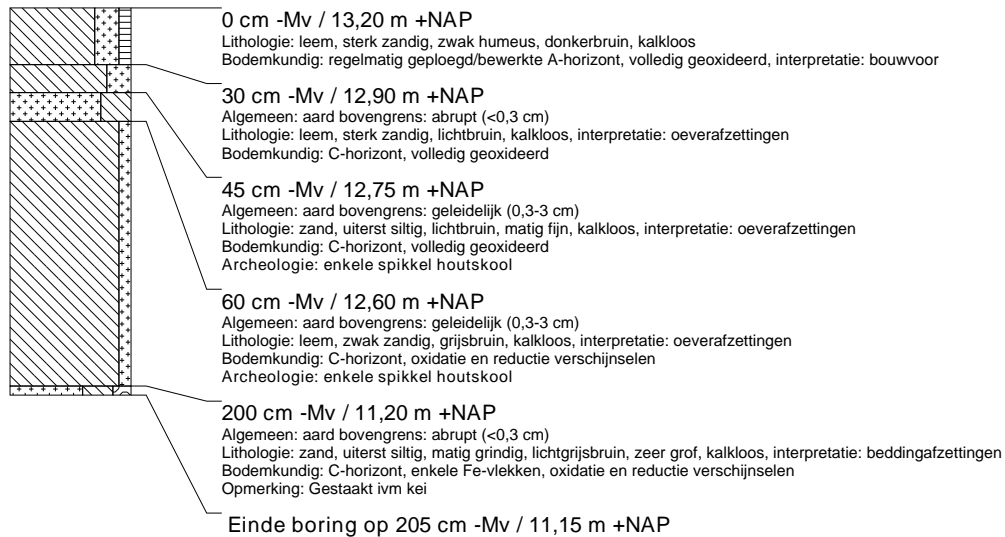 0 cm -Mv / 13,20 m +NAP
Lithologie: leem, sterk zandig, zwak humeus, donkerbruin, kalkloos
Bodemkundig: regelmatig geploegd/bewerkte A-horizont, volledig geoxideerd, interpretatie: bouwvoor
30 cm -Mv / 12,90 m +NAP
Algemeen: aard bovengrens: abrupt (<0,3 cm)
Lithologie: leem, sterk zandig, lichtbruin, kalkloos, interpretatie: oeverafzettingen
Bodemkundig: C-horizont, volledig geoxideerd
45 cm -Mv / 12,75 m +NAP
Algemeen: aard bovengrens: geleidelijk (0,3-3 cm)
Lithologie: zand, uiterst siltig, lichtbruin, matig fijn, kalkloos, interpretatie: oeverafzettingen
Bodemkundig: C-horizont, volledig geoxideerd
Archeologie: enkele spikkel houtskool
60 cm -Mv / 12,60 m +NAP
Algemeen: aard bovengrens: geleidelijk (0,3-3 cm)
Lithologie: leem, zwak zandig, grijsbruin, kalkloos, interpretatie: oeverafzettingen
Bodemkundig: C-horizont, oxidatie en reductie verschijnselen
Archeologie: enkele spikkel houtskool
200 cm -Mv / 11,20 m +NAP
Algemeen: aard bovengrens: abrupt (<0,3 cm)
Lithologie: zand, uiterst siltig, matig grindig, lichtgrijsbruin, zeer grof, kalkloos, interpretatie: beddingafzettingen
Bodemkundig: C-horizont, enkele Fe-vlekken, oxidatie en reductie verschijnselen
Opmerking: Gestaakt ivm kei
Einde boring op 205 cm -Mv / 11,15 m +NAP